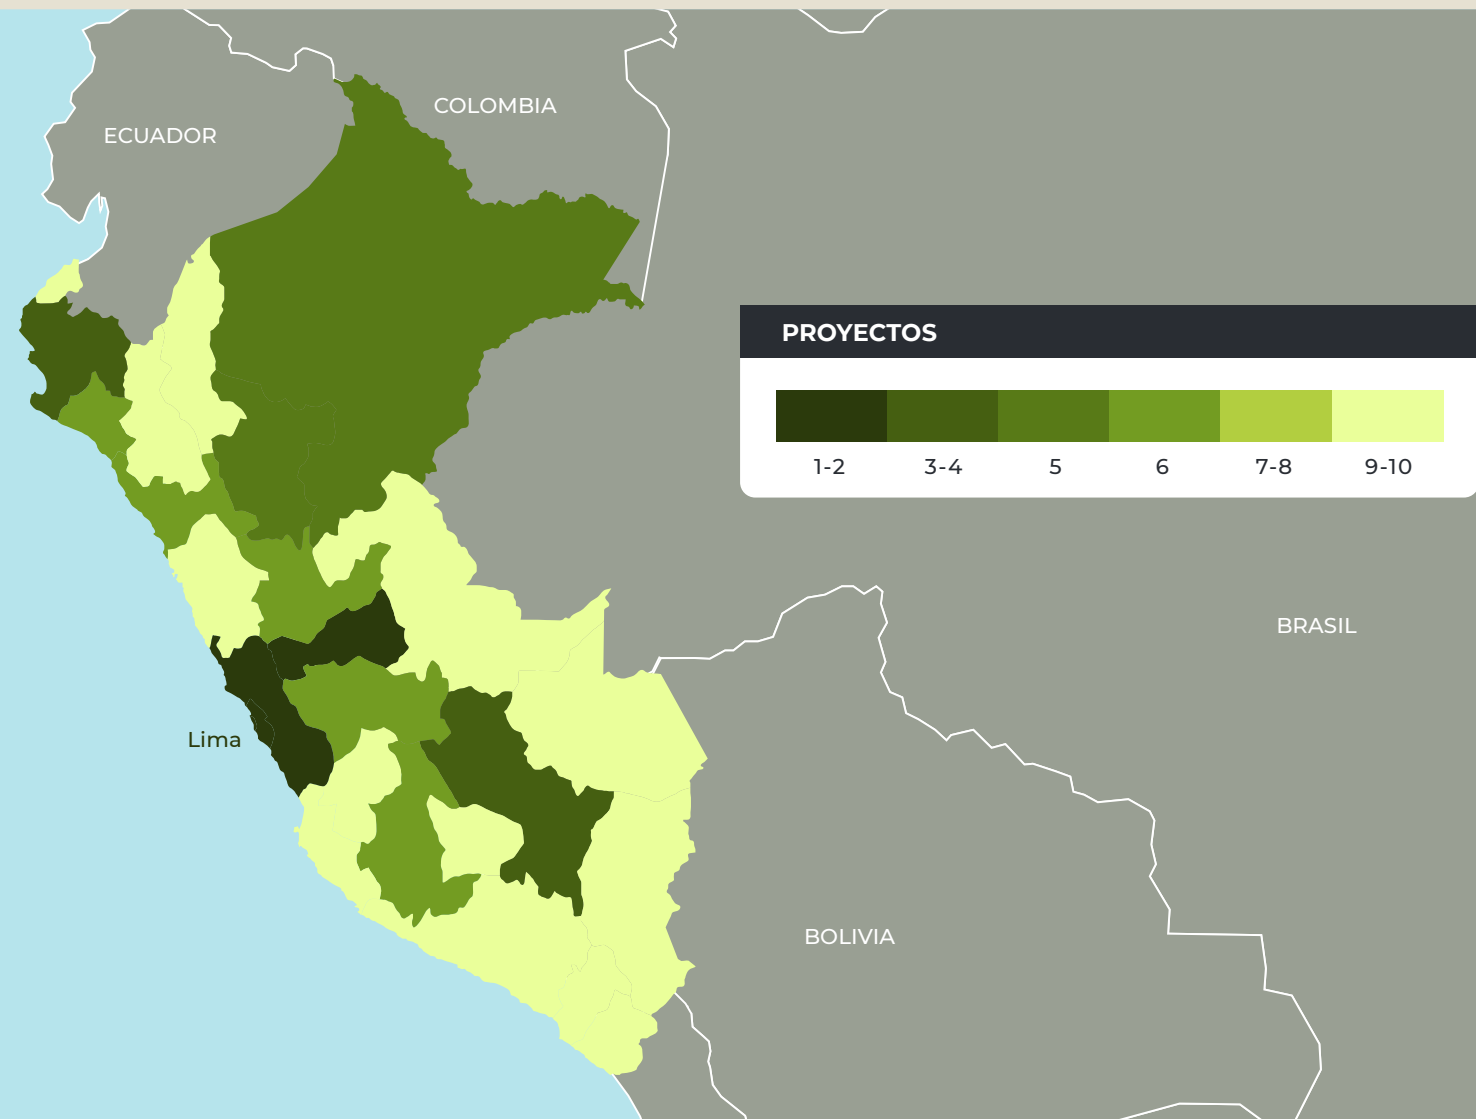 COLOMBIA
ECUADOR
PROYECTOS
1-2 3-4 5 6 7-8 9-10
BRASIL
Lima
BOLIVIA